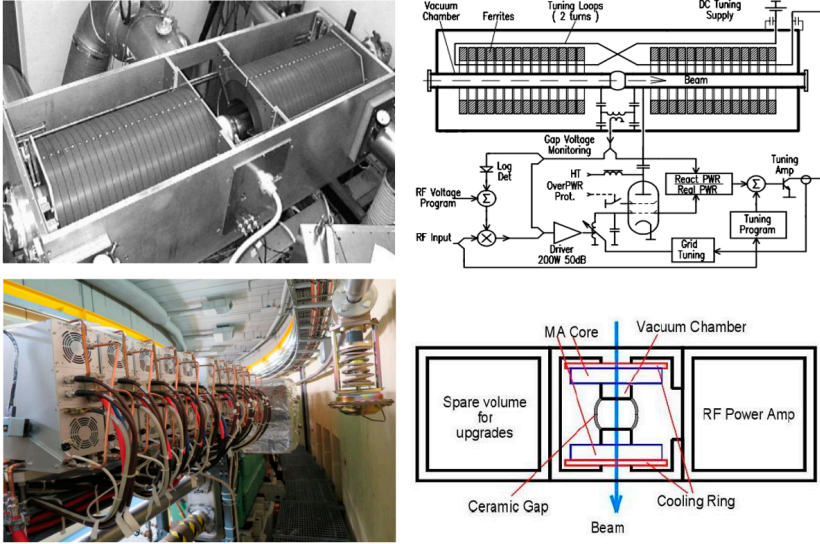 Vacuum
Chamber
Ferrites
Tuning Loops
( 2 turns )
DC Tuning
Supply
Beam
Gap Voltage
Monitoring
Log
Det
HT
OverPWR
Prot.
React PWR
Real PWR
Σ
Tuning
Amp
RF Voltage
Program
Σ
RF Input
Driver
200W 50dB
Grid
Tuning
Tuning
Program
MA Core
Vacuum Chamber
Spare volume
for
upgrades
RF Power Amp
Ceramic Gap
Cooling Ring
Beam